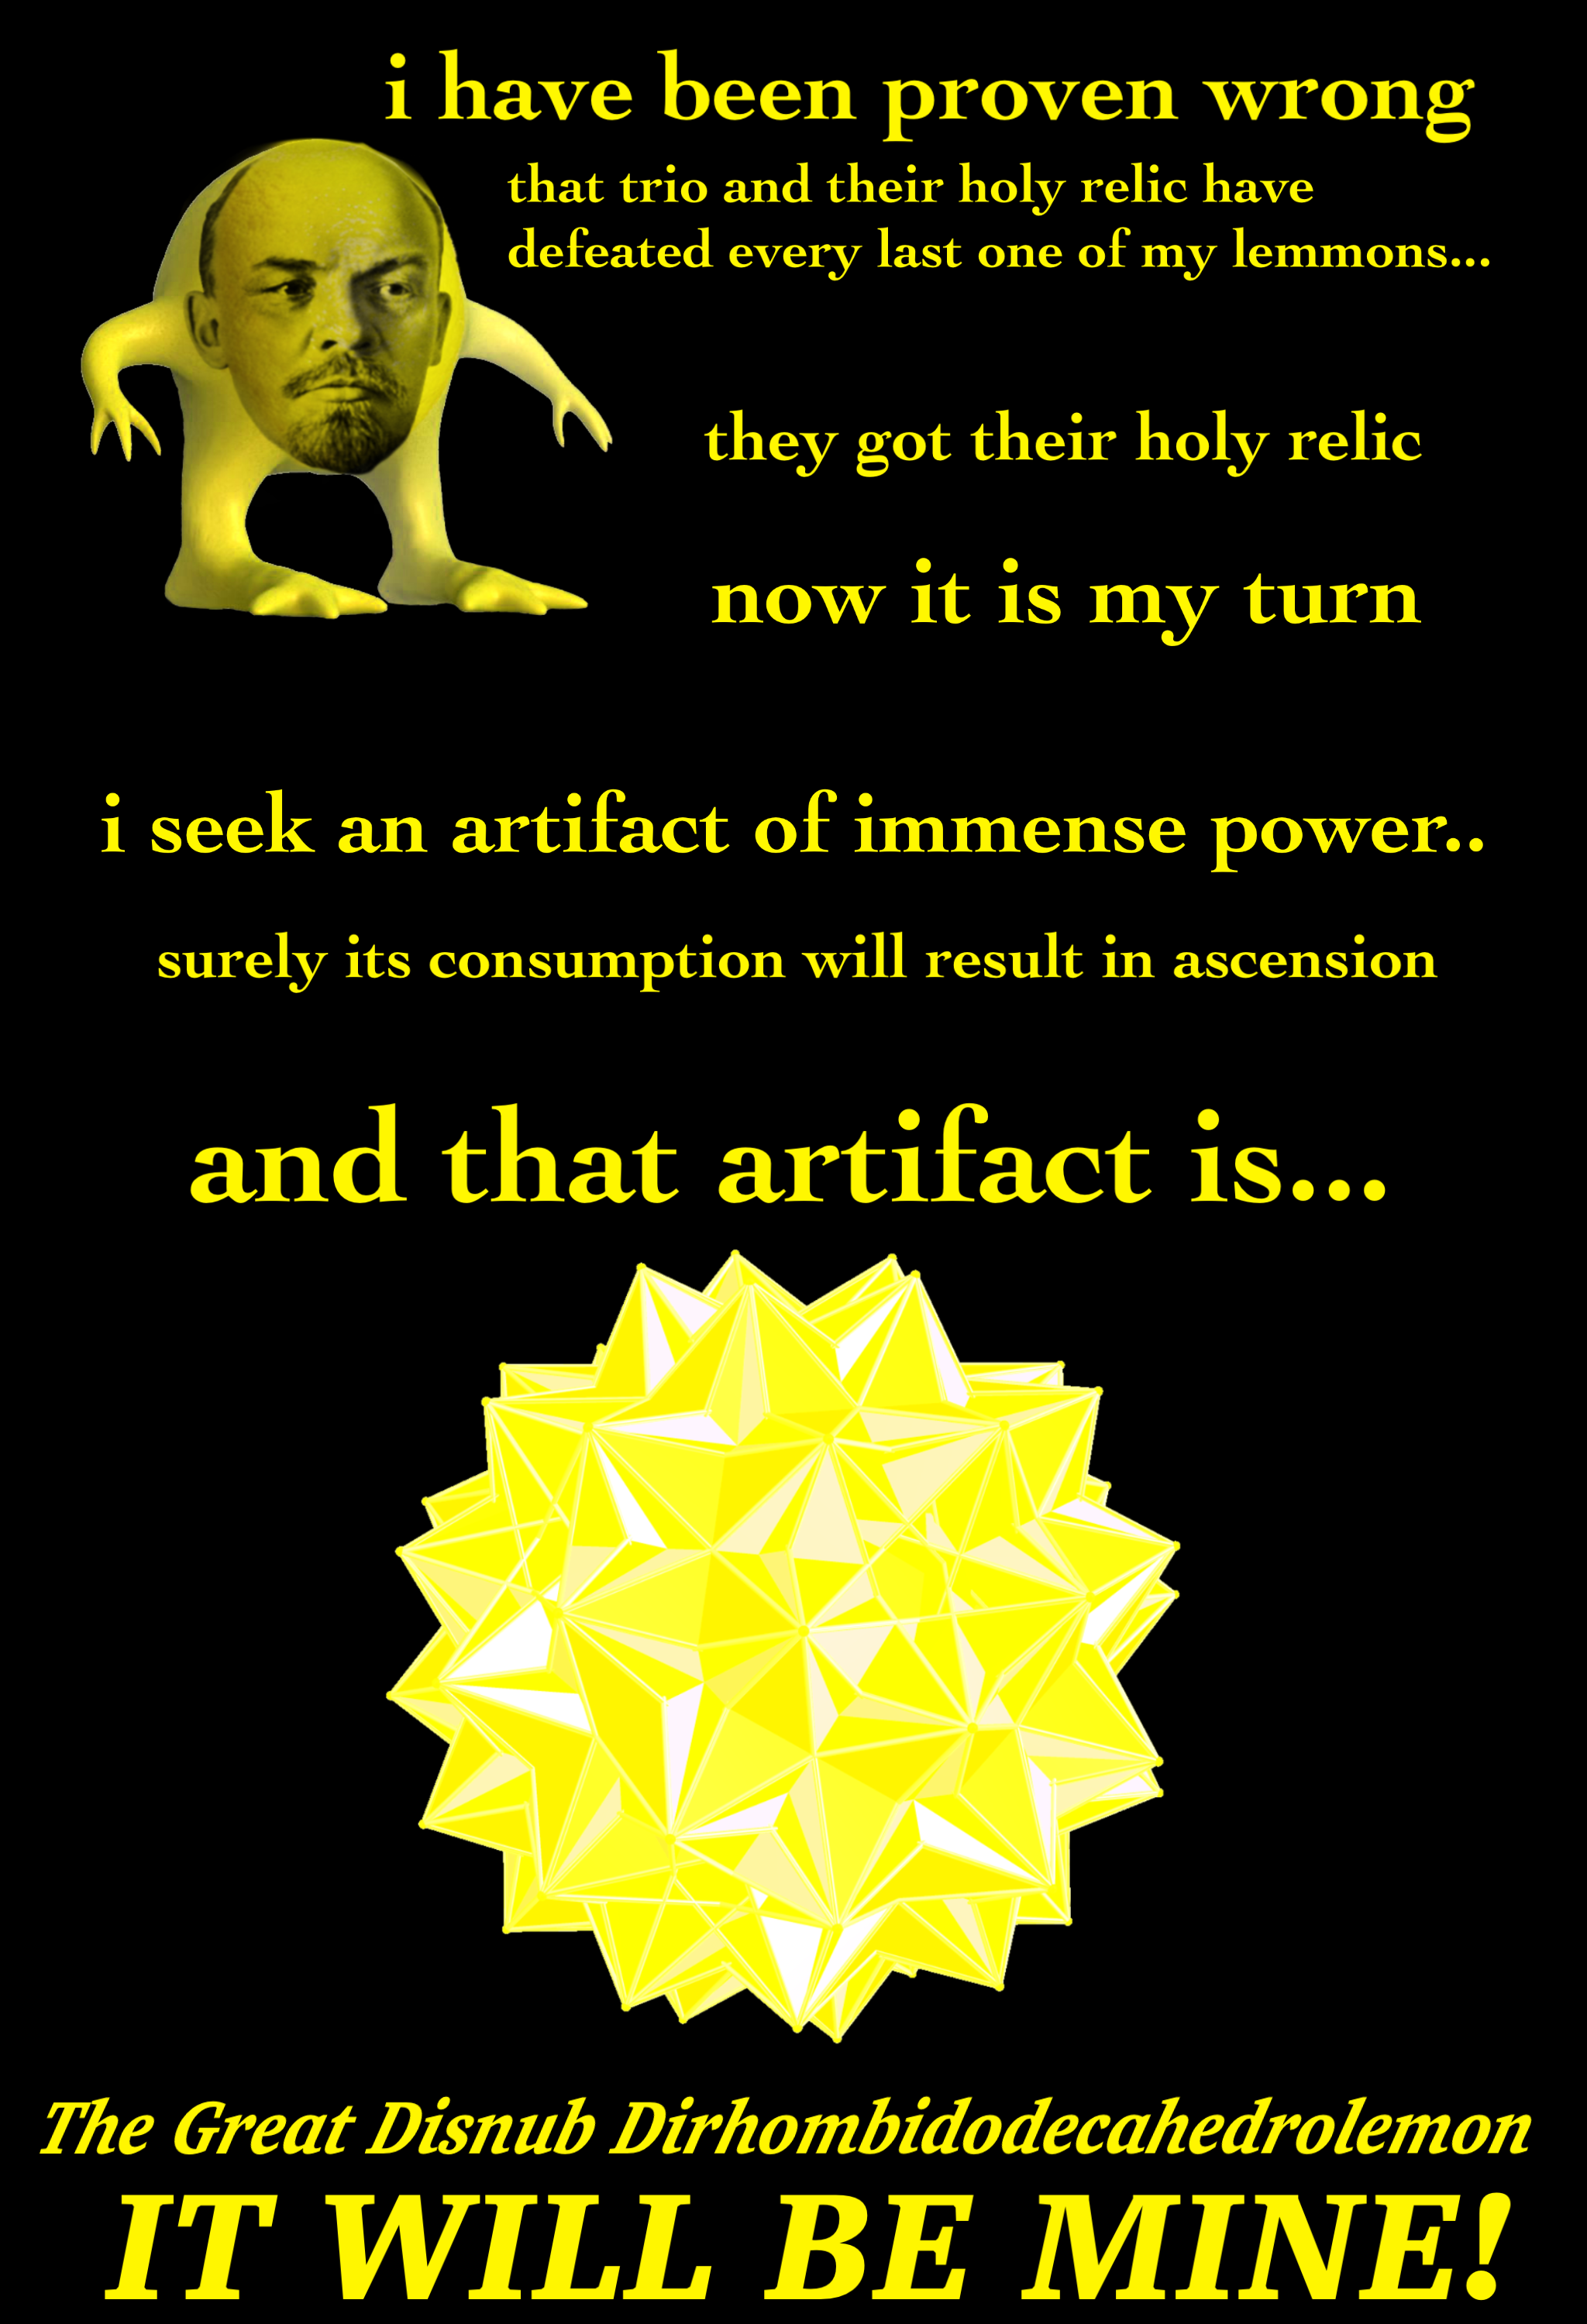 i have been proven wrong
that trio and their holy relic have
defeated every last one of my lemmons...
they got their holy relic
now it is my turn
i seek an artifact of immense power..
surely its consumption will result in ascension
and that artifact is...
The Great Disnub Dirhombidodecahedrolemon
IT WILL BE MINE!